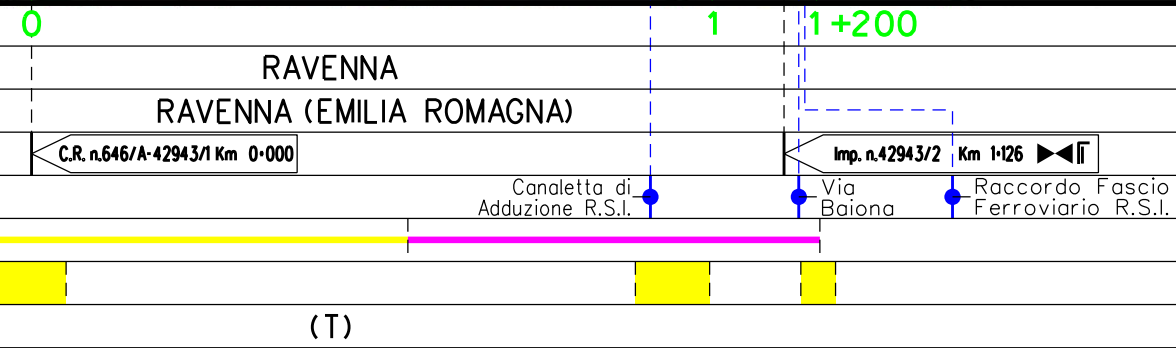 0 1 1+200
RAVENNA
RAVENNA (EMILIA ROMAGNA)
C.R. n.646/A-42943/1 Km 0+000
Imp. n.42943/2 Km 1+126
Canaletta di
Adduzione R.S.I.
Via
Baiona
Raccordo Fascio
Ferroviario R.S.I.
(T)